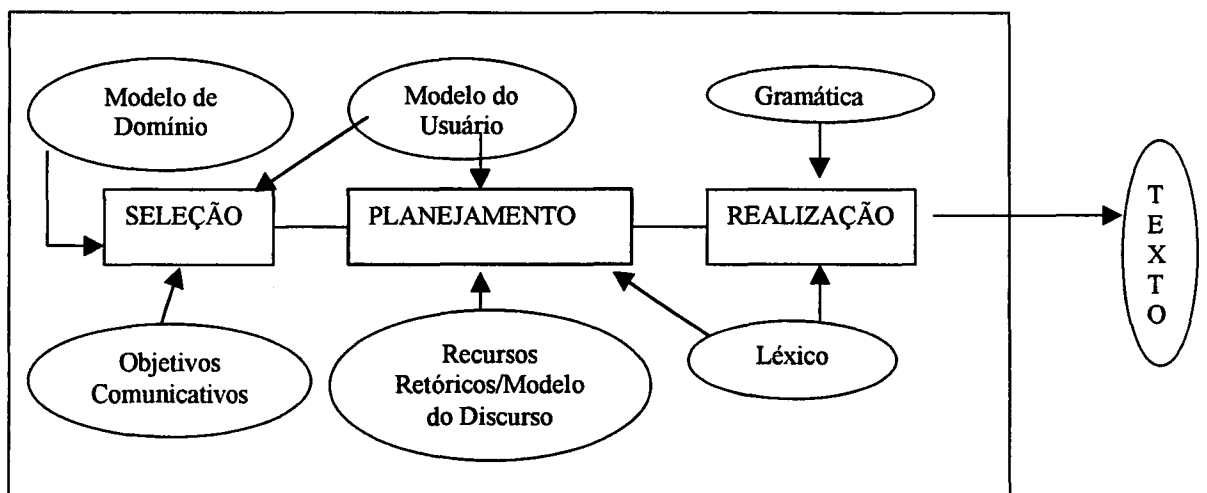 Modelo de
Domínio
Modelo do
Usuário
Gramática
SELEÇÃO
PLANEJAMENTO
REALIZAÇÃO
T
E
X
T
O
Objetivos
Comunicativos
Recursos
Retóricos/Modelo
do Discurso
Léxico